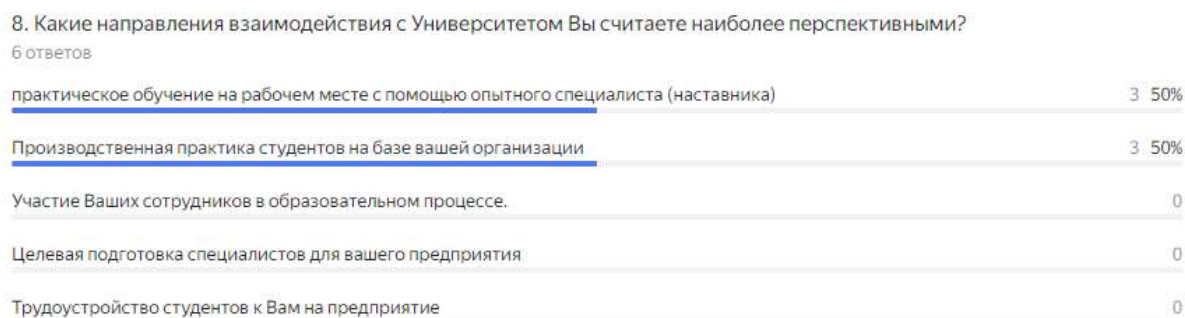 8. Какие направления взаимодействия с Университетом Вы считаете наиболее перспективными?
6 ответов
практическое обучение на рабочем месте с помощью опытного специалиста (наставника) 3 50%
Производственная практика студентов на базе вашей организации 3 50%
Участие Ваших сотрудников в образовательном процессе. 0
Целевая подготовка специалистов для вашего предприятия 0
Трудоустройство студентов к Вам на предприятие 0